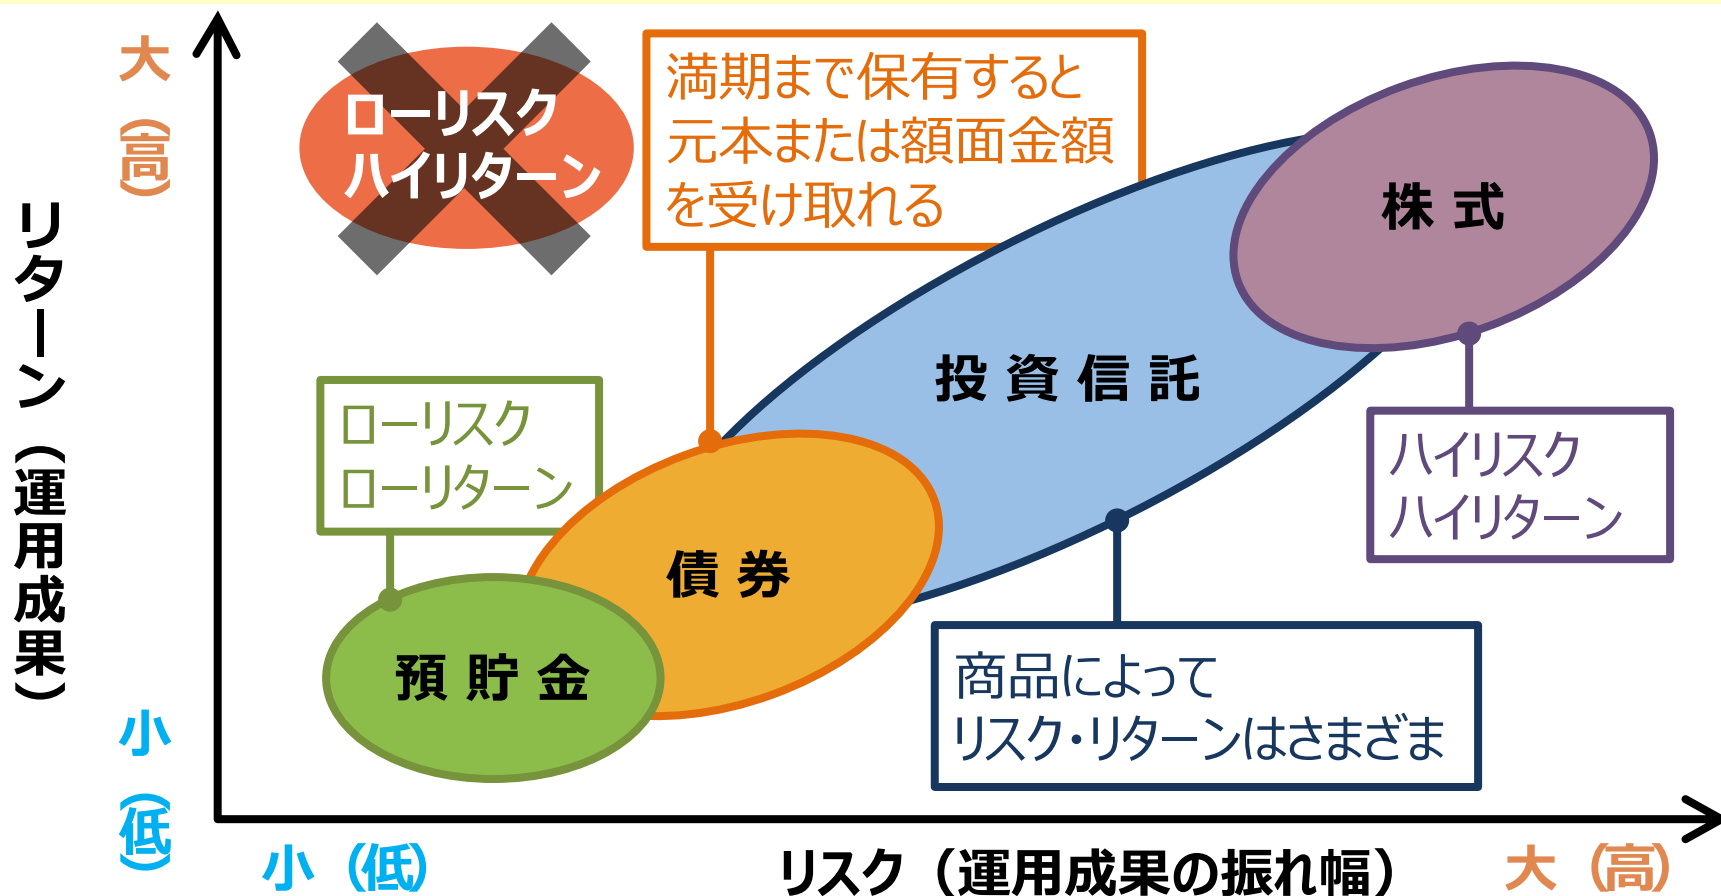 大（高）
ローリスク
ハイリターン
満期まで保有すると
元本または額面金額
を受け取れる
株式
投資信託
リターン（運用成果）
ローリスク
ローリターン
ハイリスク
ハイリターン
債券
預貯金
商品によって
リスク・リターンはさまざま
小（低）
小（低）
リスク（運用成果の振れ幅）
大（高）